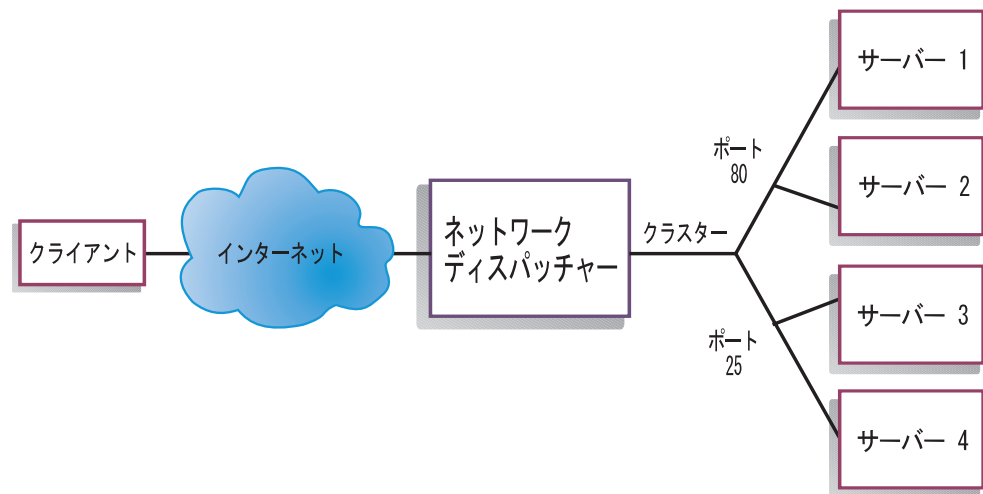 クライアント
インターネット
ネットワーク
ディスパッチャー
クラスター
ポート
80
ポート
25
サーバー 1
サーバー 2
サーバー 3
サーバー 4